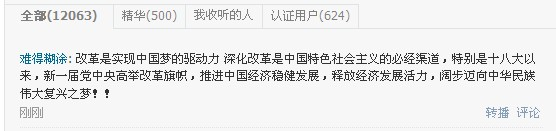 全部(12063) 精华(500) 我收听的人 认证用户(624)
难得糊涂: 改革是实现中国梦的驱动力 深化改革是中国特色社会主义的必经渠道，特别是十八大以
来，新一届党中央高举改革旗帜，推进中国经济稳健发展，释放经济发展活力，阔步迈向中华民族
伟大复兴之梦！！
刚刚 转播 评论